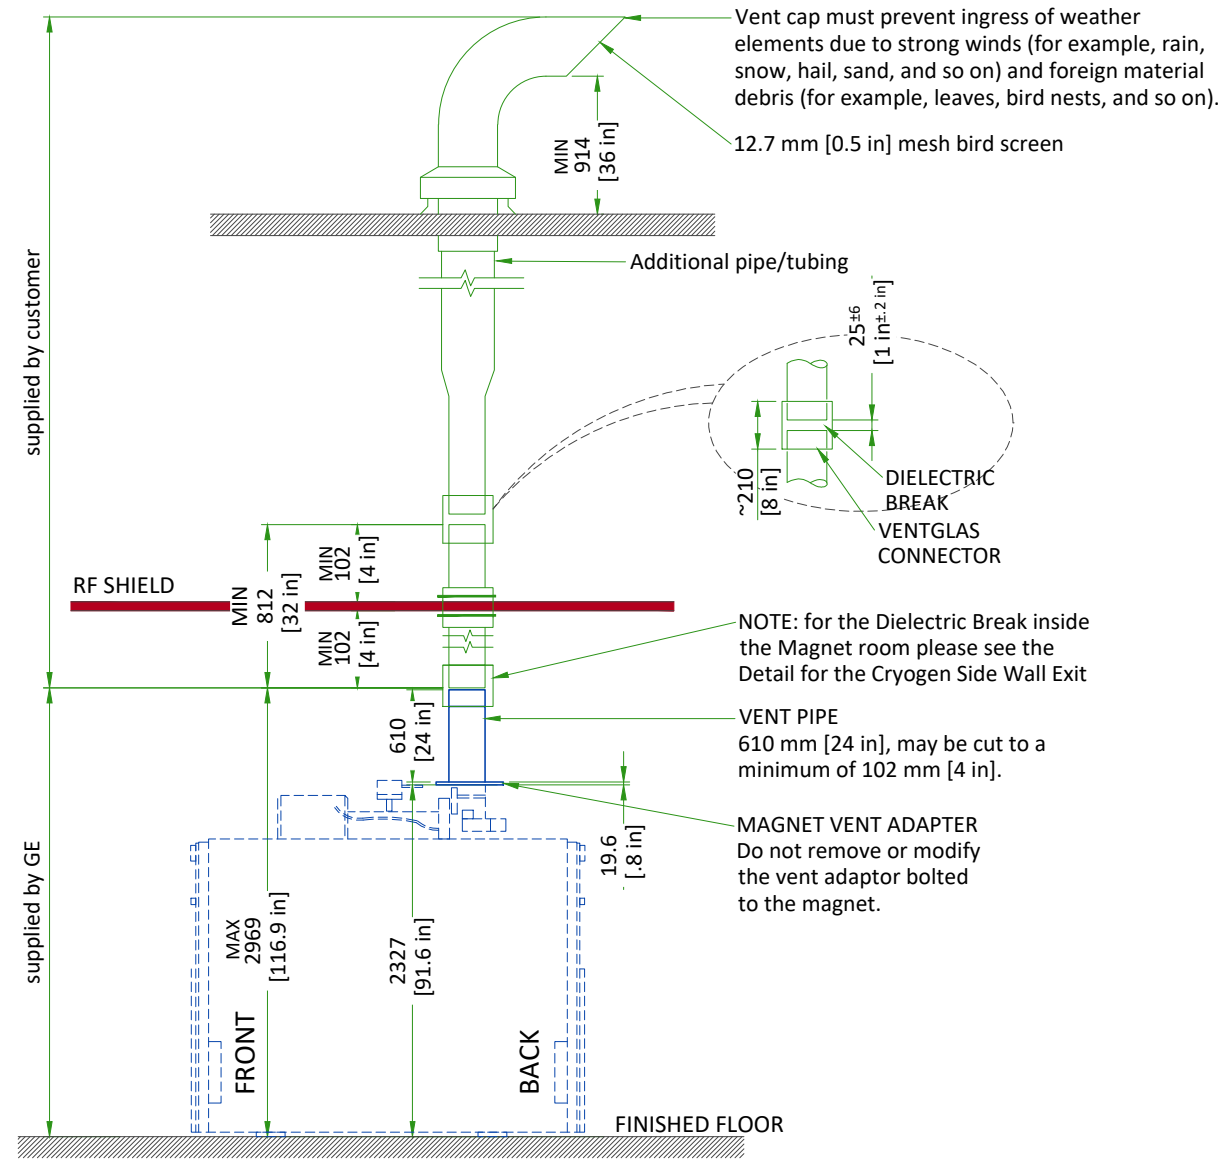 Vent cap must prevent ingress of weather
elements due to strong winds (for example, rain,
snow, hail, sand, and so on) and foreign material
debris (for example, leaves, bird nests, and so on).
12.7 mm [0.5 in] mesh bird screen
MIN
914
[36 in]
supplied by customer
Additional pipe/tubing
25±6
[1 in±.2 in]
~210
[8 in]
DIELECTRIC
BREAK
VENTGLAS
CONNECTOR
RF SHIELD
MIN
812
[32 in]
MIN
102
[4 in]
MIN
102
[4 in]
NOTE: for the Dielectric Break inside
the Magnet room please see the
Detail for the Cryogen Side Wall Exit
610
[24 in]
VENT PIPE
610 mm [24 in], may be cut to a
minimum of 102 mm [4 in].
19.6
[.8 in]
MAGNET VENT ADAPTER
Do not remove or modify
the vent adaptor bolted
to the magnet.
supplied by GE
MAX
2969
[116.9 in]
2327
[91.6 in]
FRONT
BACK
FINISHED FLOOR